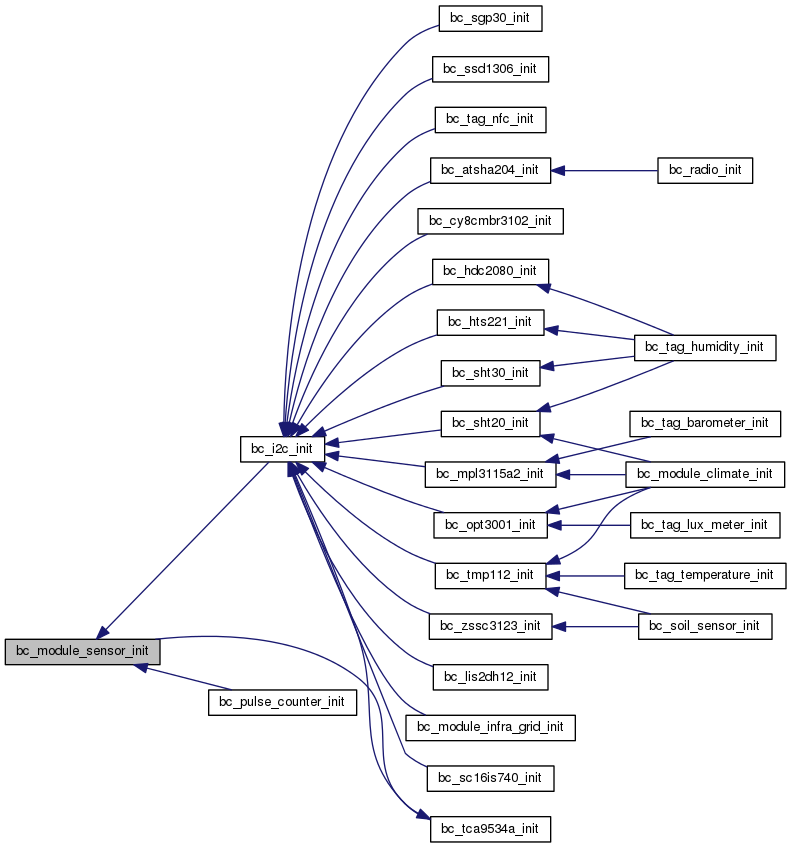 bc_sgp30_init
bc_ssd1306_init
bc_tag_nfc_init
bc_atsha204_init
bc_radio_init
bc_cy8cmbr3102_init
bc_hdc2080_init
bc_hts221_init
bc_tag_humidity_init
bc_sht30_init
bc_sht20_init
bc_tag_barometer_init
bc_i2c_init
bc_mpl3115a2_init
bc_module_climate_init
bc_opt3001_init
bc_tag_lux_meter_init
bc_tmp112_init
bc_tag_temperature_init
bc_zssc3123_init
bc_soil_sensor_init
bc_module_sensor_init
bc_lis2dh12_init
bc_pulse_counter_init
bc_module_infra_grid_init
bc_sc16is740_init
bc_tca9534a_init